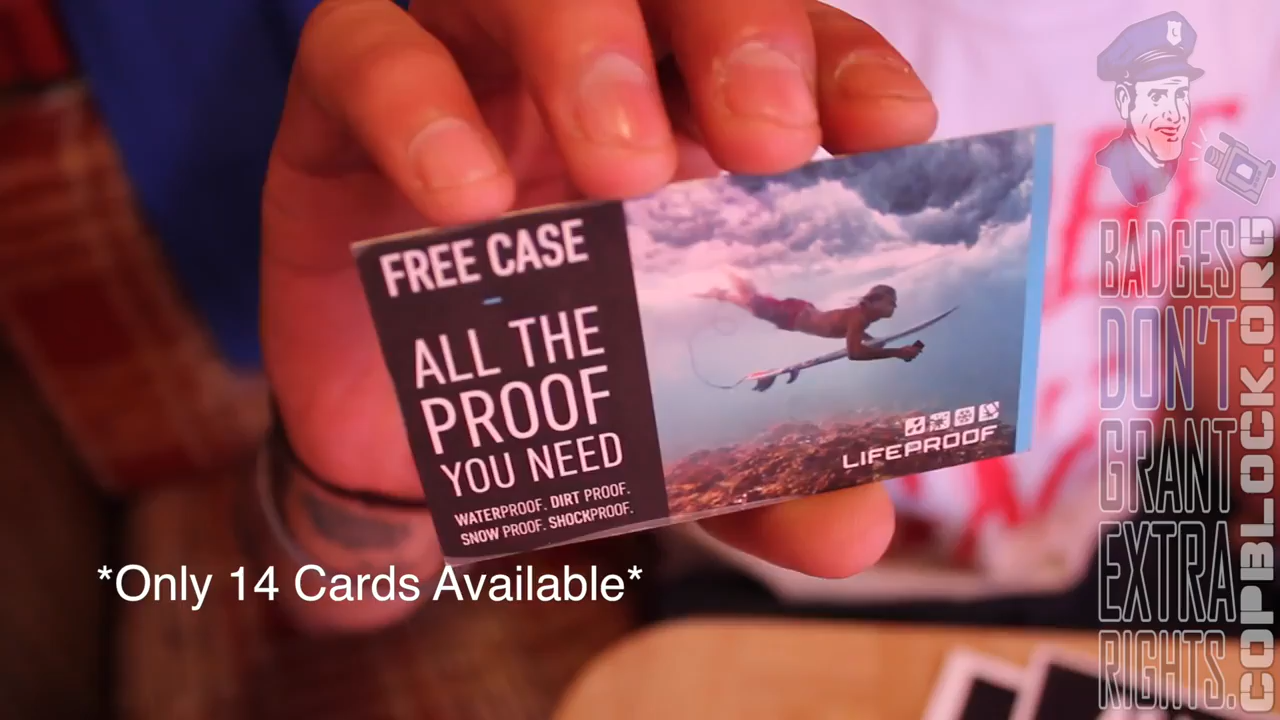 FREE CASE
ALL THE
PROOF
YOU NEED
WATERPROOF. DIRT PROOF.
SNOW PROOF. SHOCKPROOF.
LIFEPROOF
*Only 14 Cards Available*
BADGES
DON'T
GRANT
EXTRA
RIGHTS.
COPBLOCK.ORG